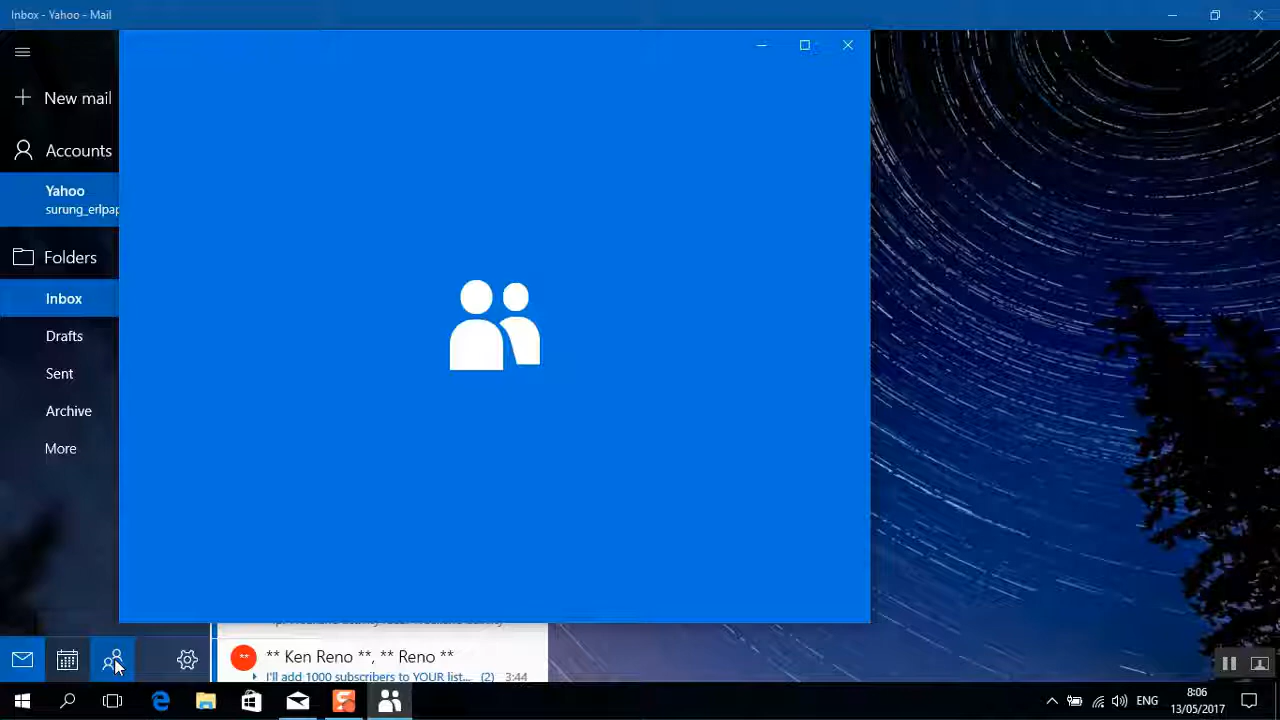 Inbox - Yahoo - Mail
New mail
Accounts
Yahoo
surung_erlpap
Folders
Inbox
Drafts
Sent
Archive
More
** Ken Reno **, ** Reno **
**
I'll add 1000 subscribers to YOUR list... (2) 3:44
ENG
8:06
13/05/2017